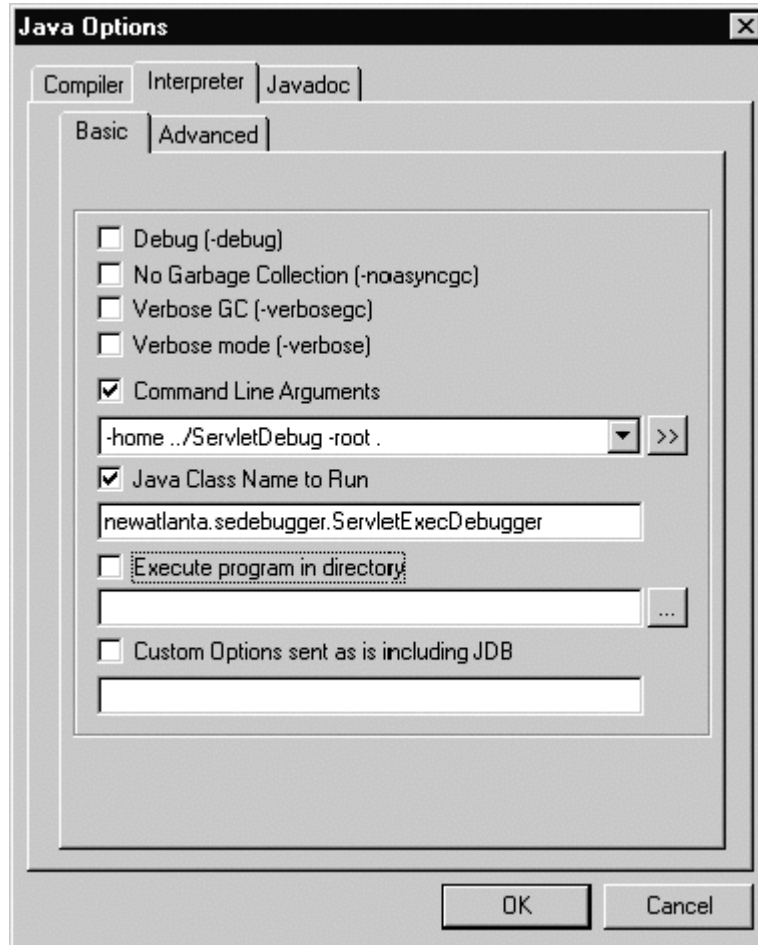 Java Options
Compiler Interpreter Javadoc
Basic Advanced
Debug (-debug)
No Garbage Collection (-noasyncgc)
Verbose GC (-verbosegc)
Verbose mode (-verbose)
Command Line Arguments
-home ../ServletDebug -root . >>
Java Class Name to Run
newatlanta.sedebugger.ServletExecDebugger
Execute program in directory
...
Custom Options sent as is including JDB
OK Cancel